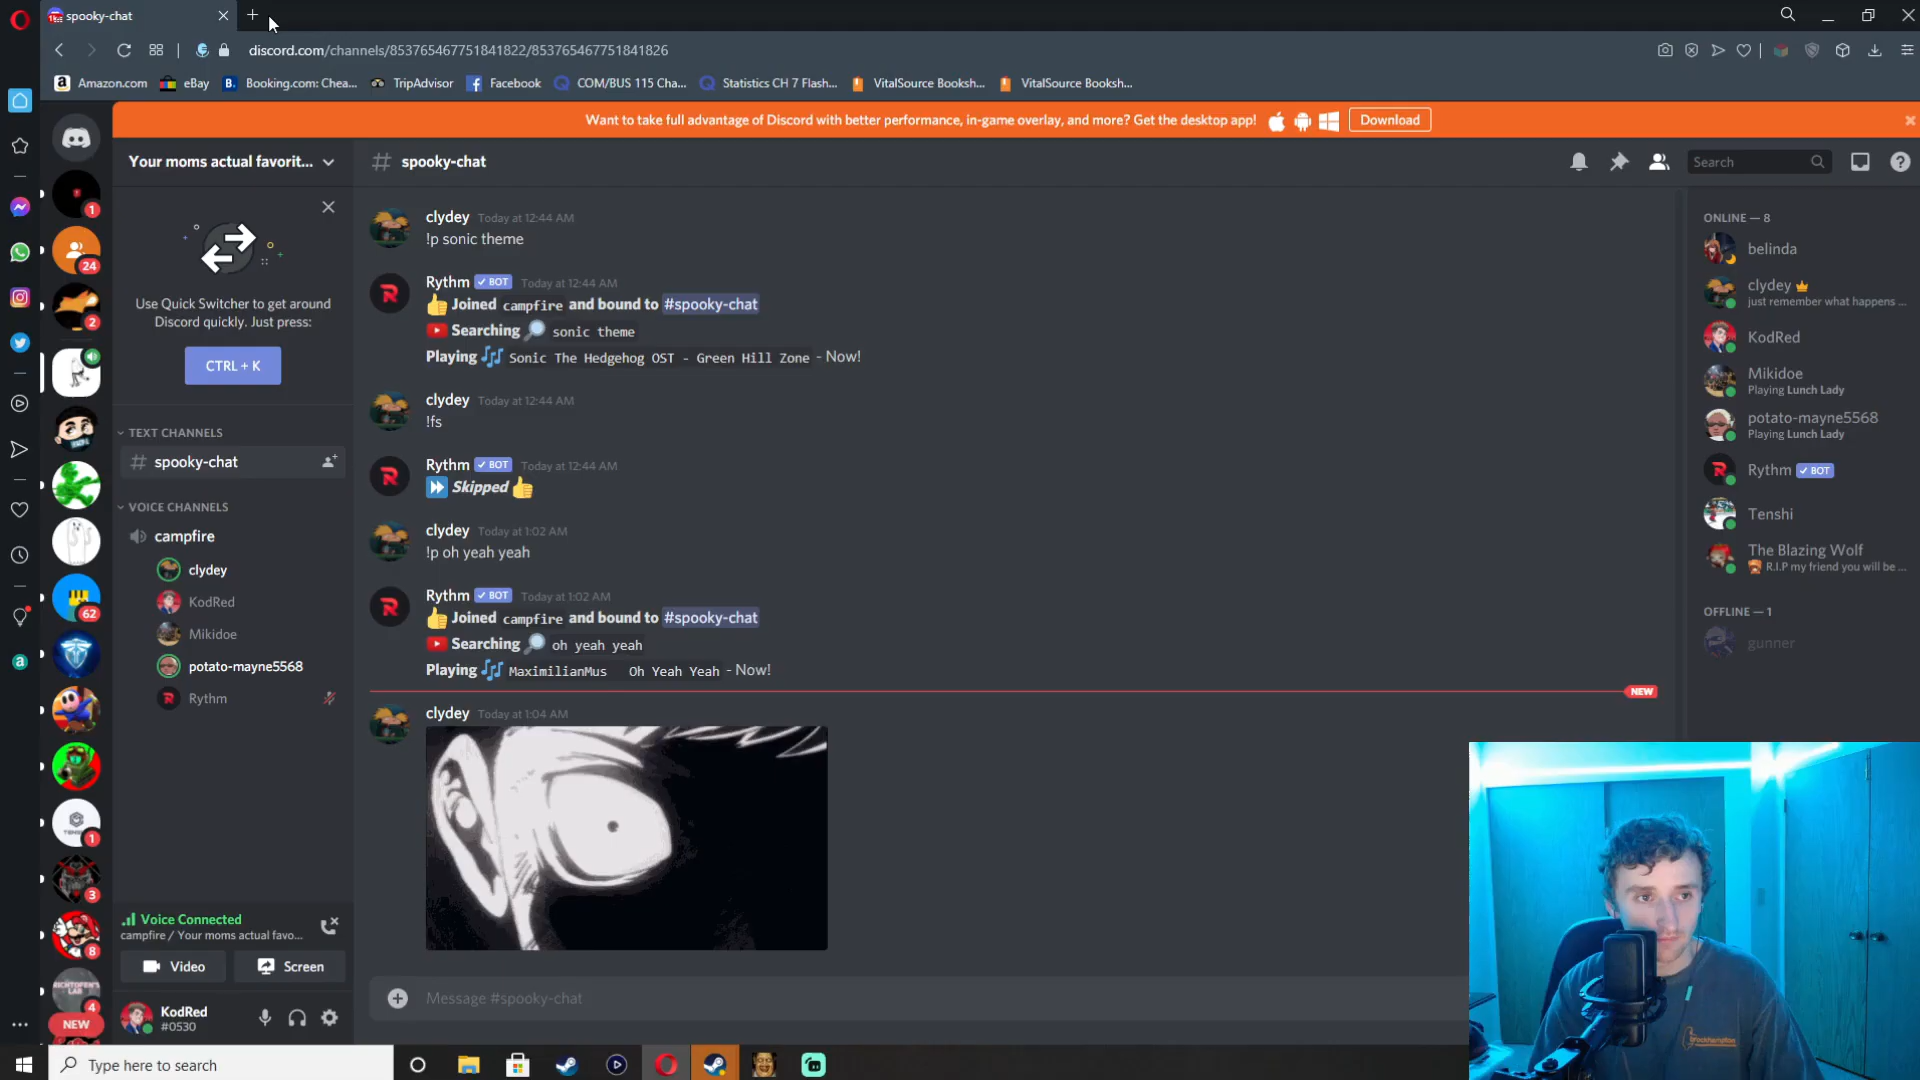 spooky-chat
discord.com/channels/853765467751841822/853765467751841826
Amazon.com
eBay
Booking.com: Chea...
TripAdvisor
Facebook
COM/BUS 115 Cha...
Statistics CH 7 Flash...
VitalSource Booksh...
VitalSource Booksh...
Want to take full advantage of Discord with better performance, in-game overlay, and more? Get the desktop app!
Download
Your moms actual favorit...
spooky-chat
Search
Use Quick Switcher to get around
Discord quickly. Just press:
CTRL + K
TEXT CHANNELS
spooky-chat
VOICE CHANNELS
campfire
clydey
KodRed
Mikidoe
potato-mayne5568
Rythm
Voice Connected
campfire / Your moms actual favo...
Video
Screen
KodRed
#0530
1
24
2
62
1
3
8
4
NEW
clydey Today at 12:44 AM
!p sonic theme
Rythm BOT Today at 12:44 AM
Joined campfire and bound to #spooky-chat
Searching sonic theme
Playing Sonic The Hedgehog OST - Green Hill Zone - Now!
clydey Today at 12:44 AM
!fs
Rythm BOT Today at 12:44 AM
Skipped
clydey Today at 1:02 AM
!p oh yeah yeah
Rythm BOT Today at 1:02 AM
Joined campfire and bound to #spooky-chat
Searching oh yeah yeah
Playing MaximilianMus Oh Yeah Yeah - Now!
NEW
clydey Today at 1:04 AM
Message #spooky-chat
ONLINE — 8
belinda
clydey
just remember what happens ...
KodRed
Mikidoe
Playing Lunch Lady
potato-mayne5568
Playing Lunch Lady
Rythm BOT
Tenshi
The Blazing Wolf
R.I.P my friend you will be ...
OFFLINE — 1
gunner
Type here to search